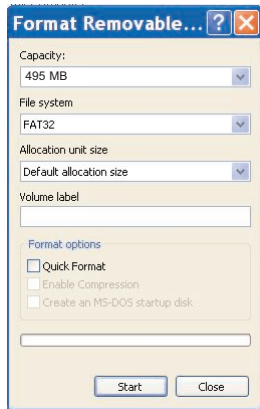 Format Removable...
Capacity:
495 MB
File system
FAT32
Allocation unit size
Default allocation size
Volume label
Format options
Quick Format
Enable Compression
Create an MS-DOS startup disk
Start
Close